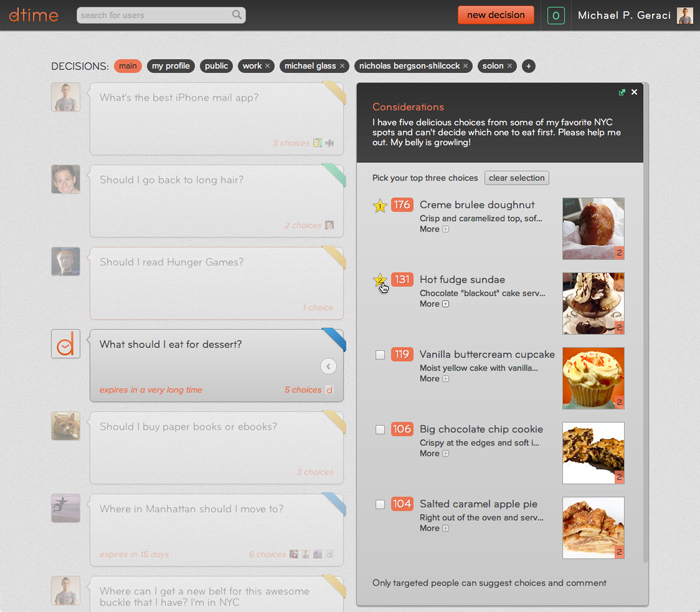 dtime
search for users
new decision
0
Michael P. Geraci
DECISIONS:
main
my profile
public
work ×
michael glass ×
nicholas bergson-shilcock ×
solon ×
+
What's the best iPhone mail app?
3 choices
Should I go back to long hair?
2 choices
Should I read Hunger Games?
1 choice
d
What should I eat for dessert?
expires in a very long time
5 choices d
Should I buy paper books or ebooks?
3 choices
Where in Manhattan should I move to?
expires in 15 days
6 choices
Where can I get a new belt for this awesome
buckle that I have? I'm in NYC
Considerations
I have five delicious choices from some of my favorite NYC
spots and can't decide which one to eat first. Please help me
out. My belly is growling!
Pick your top three choices
clear selection
1
176
Creme brulee doughnut
Crisp and caramelized top, sof...
More +
2
2
131
Hot fudge sundae
Chocolate "blackout" cake serv...
More +
2
119
Vanilla buttercream cupcake
Moist yellow cake with vanilla...
More +
2
106
Big chocolate chip cookie
Crispy at the edges and soft i...
More +
2
104
Salted caramel apple pie
Right out of the oven and serv...
More +
2
Only targeted people can suggest choices and comment